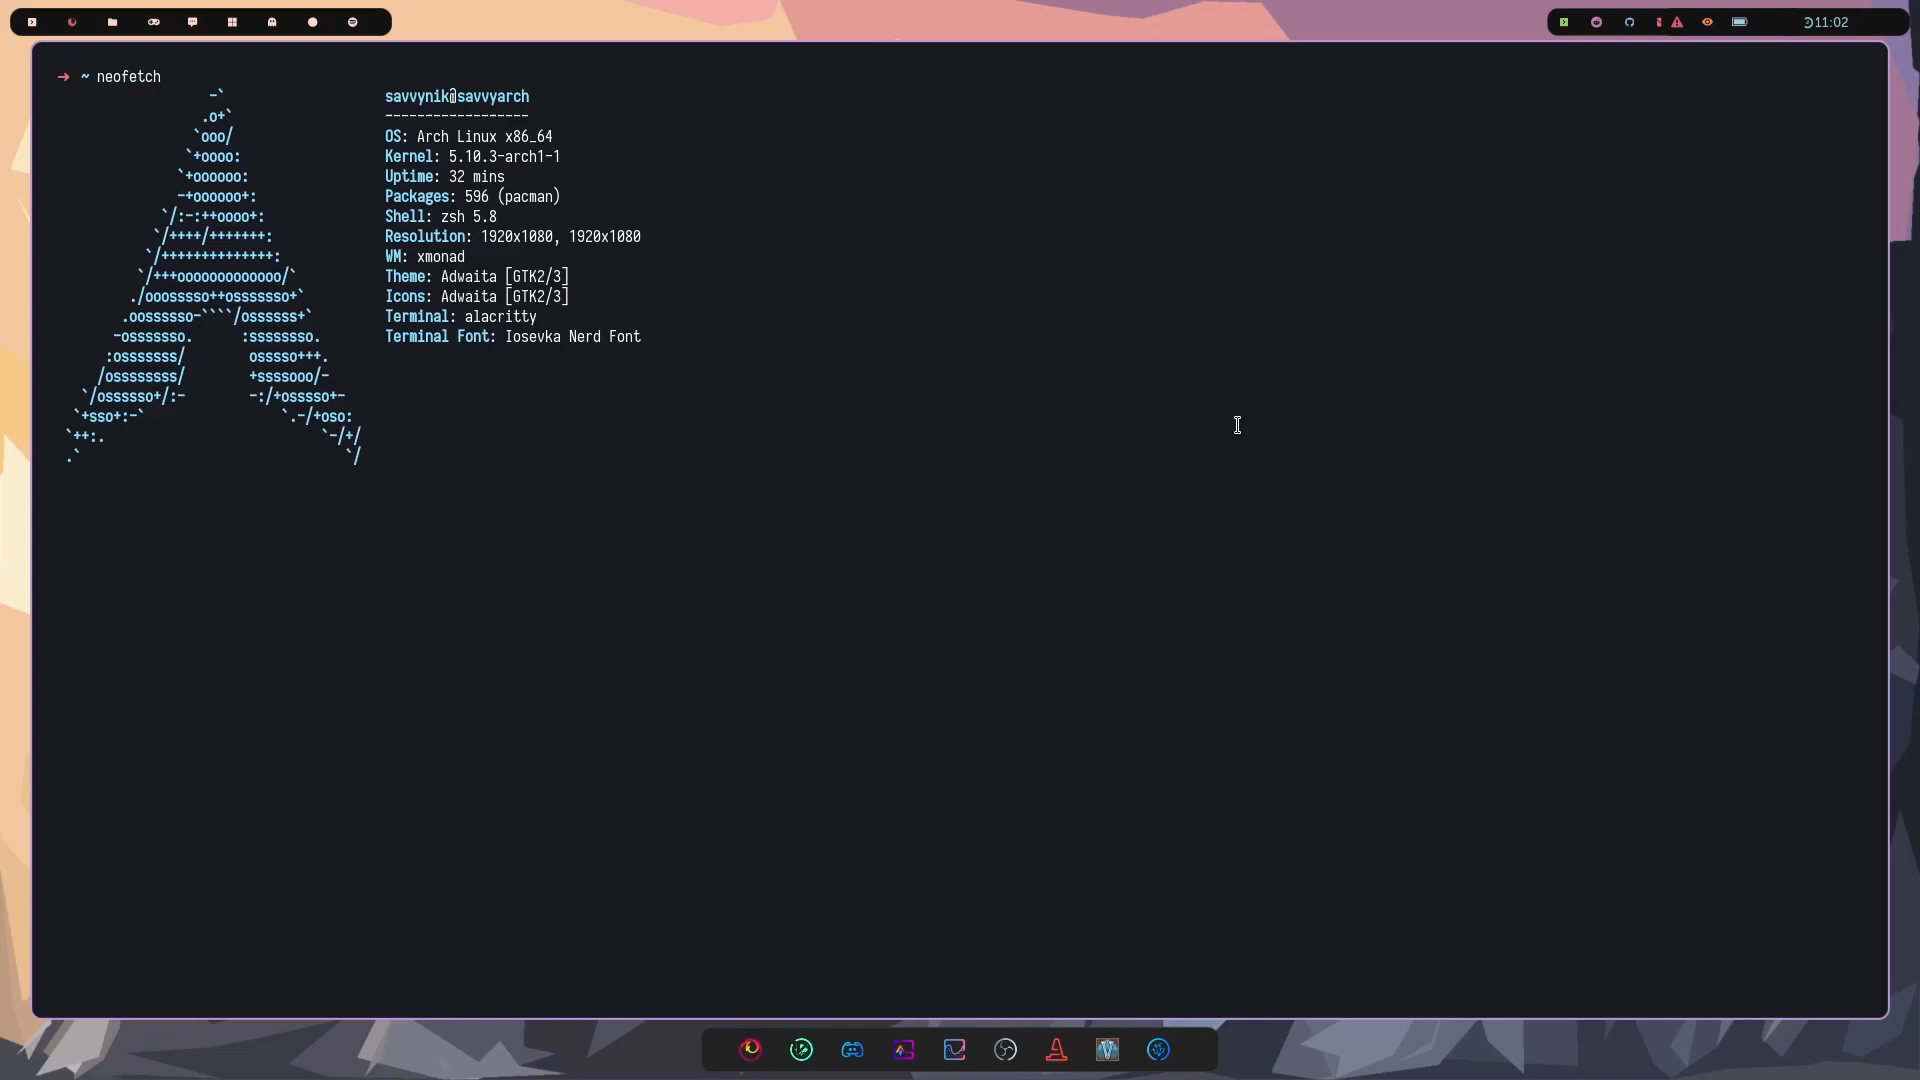 11:02
➜ ~ neofetch
savvynik@savvyarch
------------------
OS: Arch Linux x86_64
Kernel: 5.10.3-arch1-1
Uptime: 32 mins
Packages: 596 (pacman)
Shell: zsh 5.8
Resolution: 1920x1080, 1920x1080
WM: xmonad
Theme: Adwaita [GTK2/3]
Icons: Adwaita [GTK2/3]
Terminal: alacritty
Terminal Font: Iosevka Nerd Font